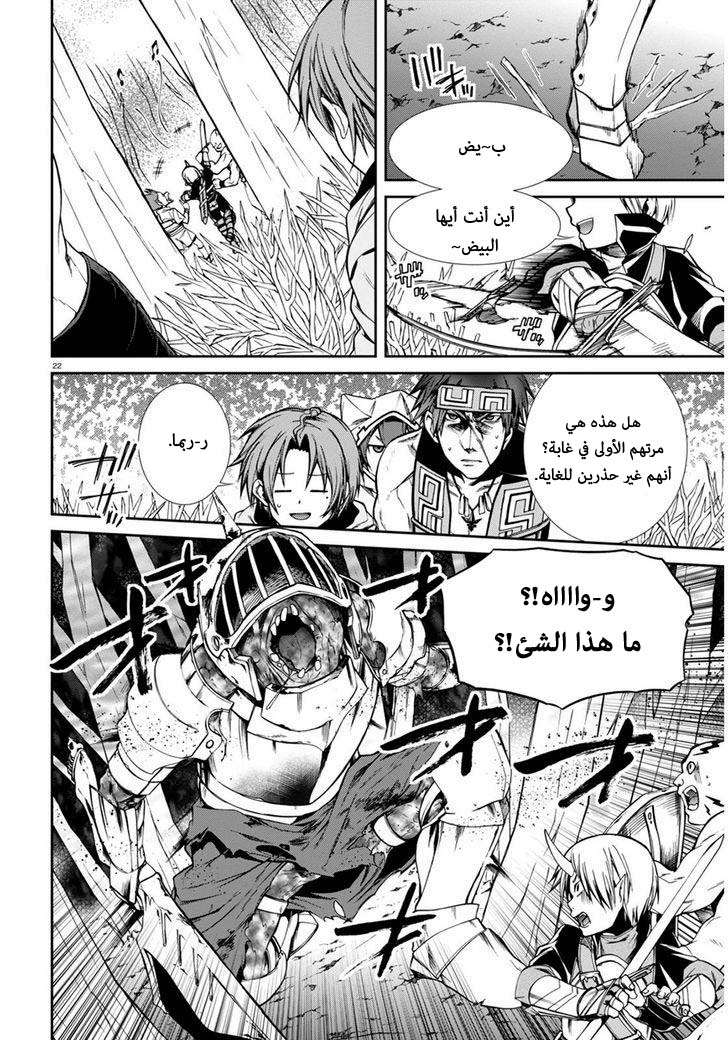 ب~يض
أين أنت أيها
البيض~
22
هل هذه هي
مرتهم الأولى في غابة؟
أنهم غير حذرين للغاية.
ر-ربما.
و-واااه!؟
ما هذا الشئ!؟